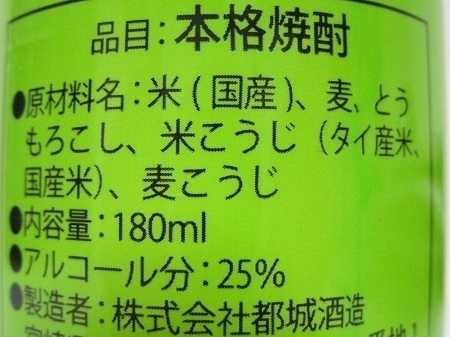 品目：本格焼酎
●原材料名：米(国産)、麦、とう
もろこし、米こうじ（タイ産米、
国産米）、麦こうじ
●内容量：180ml
●アルコール分：25%
●製造者：株式会社都城酒造